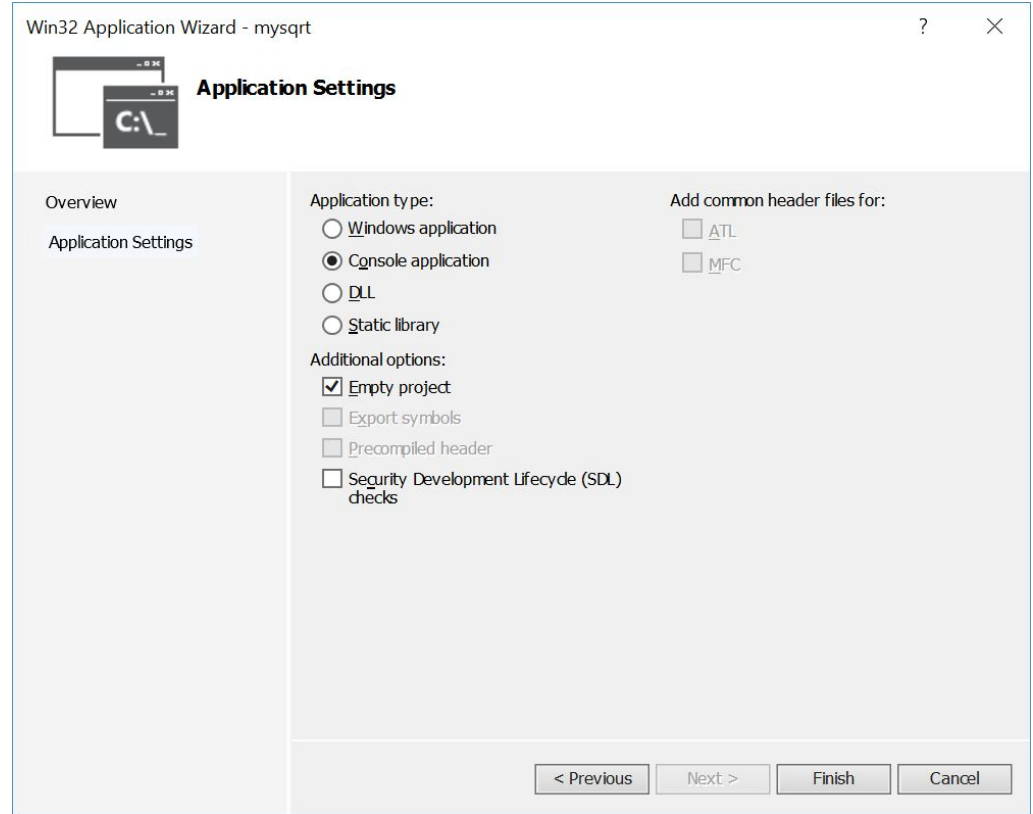 Win32 Application Wizard - mysqrt
?
C:\_
Application Settings
Overview
Application Settings
Application type:
Windows application
Console application
DLL
Static library
Additional options:
Empty project
Export symbols
Precompiled header
Security Development Lifecycle (SDL)
checks
Add common header files for:
ATL
MFC
< Previous
Next >
Finish
Cancel